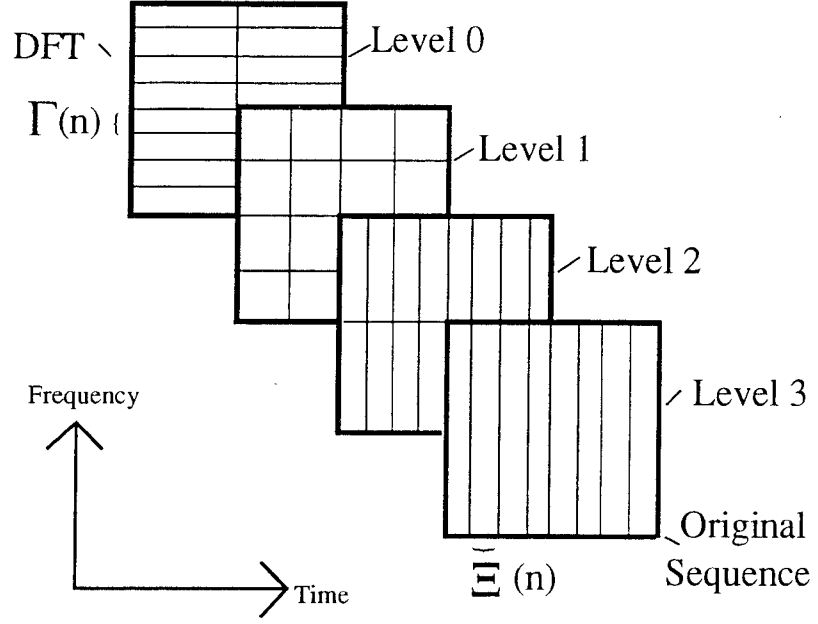 DFT
Level 0
Γ(n) {
Level 1
Level 2
Frequency
Level 3
Original
Sequence
Ξ (n)
Time